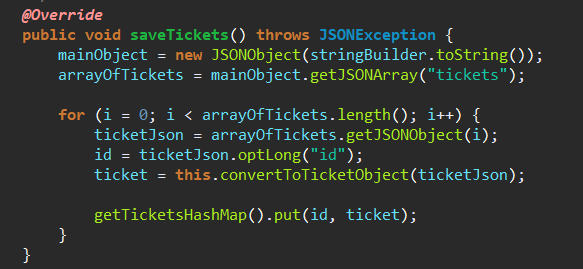 @Override
public void saveTickets() throws JSONException {
    mainObject = new JSONObject(stringBuilder.toString());
    arrayOfTickets = mainObject.getJSONArray("tickets");

    for (i = 0; i < arrayOfTickets.length(); i++) {
        ticketJson = arrayOfTickets.getJSONObject(i);
        id = ticketJson.optLong("id");
        ticket = this.convertToTicketObject(ticketJson);

        getTicketsHashMap().put(id, ticket);
    }
}